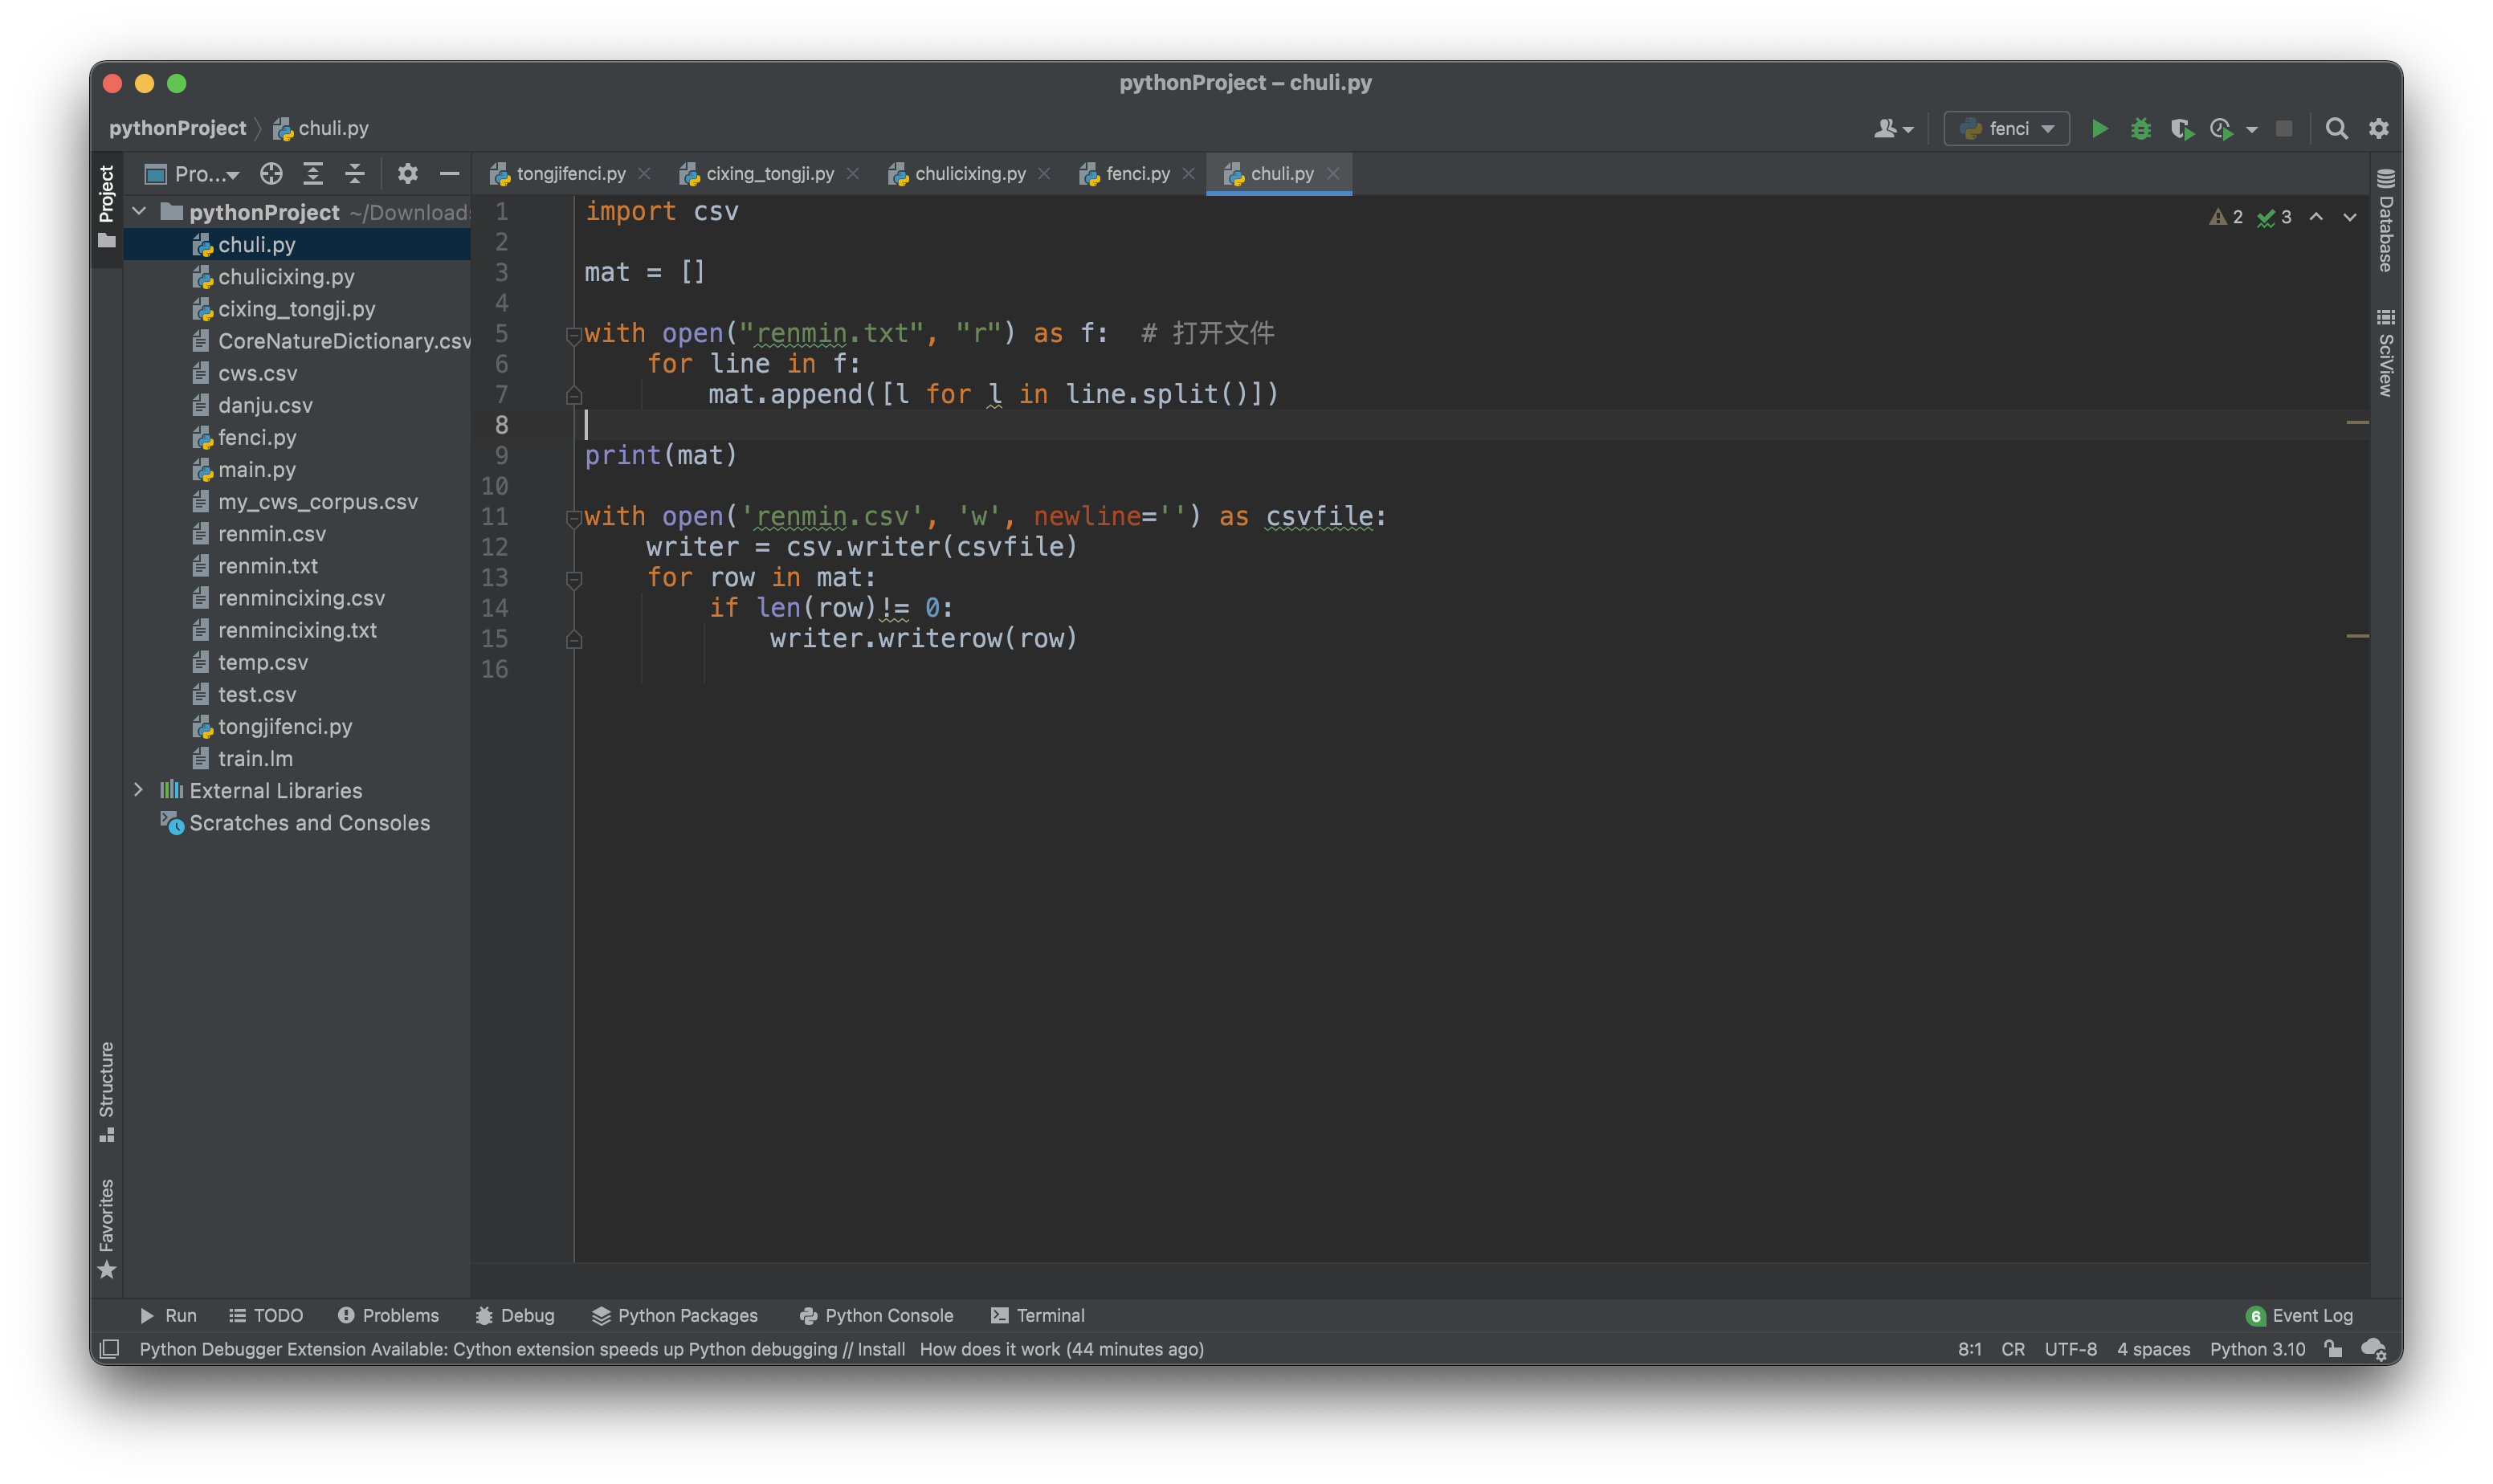 pythonProject – chuli.py
pythonProject chuli.py
fenci
Project
Pro...
tongjifenci.py
cixing_tongji.py
chulicixing.py
fenci.py
chuli.py
pythonProject ~/Downloads
chuli.py
chulicixing.py
cixing_tongji.py
CoreNatureDictionary.csv
cws.csv
danju.csv
fenci.py
main.py
my_cws_corpus.csv
renmin.csv
renmin.txt
renmincixing.csv
renmincixing.txt
temp.csv
test.csv
tongjifenci.py
train.lm
External Libraries
Scratches and Consoles
1 import csv
2
3 mat = []
4
5 with open("renmin.txt", "r") as f:  # 打开文件
6     for line in f:
7         mat.append([l for l in line.split()])
8
9 print(mat)
10
11 with open('renmin.csv', 'w', newline='') as csvfile:
12     writer = csv.writer(csvfile)
13     for row in mat:
14         if len(row)!= 0:
15             writer.writerow(row)
16
2 3
Database
SciView
Structure
Favorites
Run
TODO
Problems
Debug
Python Packages
Python Console
Terminal
6 Event Log
Python Debugger Extension Available: Cython extension speeds up Python debugging // Install How does it work (44 minutes ago)
8:1 CR UTF-8 4 spaces Python 3.10